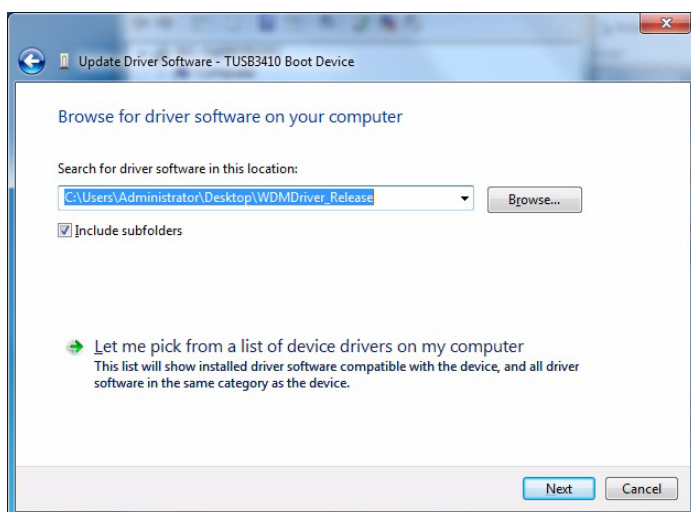 Update Driver Software - TUSB3410 Boot Device
Browse for driver software on your computer
Search for driver software in this location:
C:\Users\Administrator\Desktop\WDMDriver_Release
Browse...
Include subfolders
Let me pick from a list of device drivers on my computer
This list will show installed driver software compatible with the device, and all driver
software in the same category as the device.
Next
Cancel